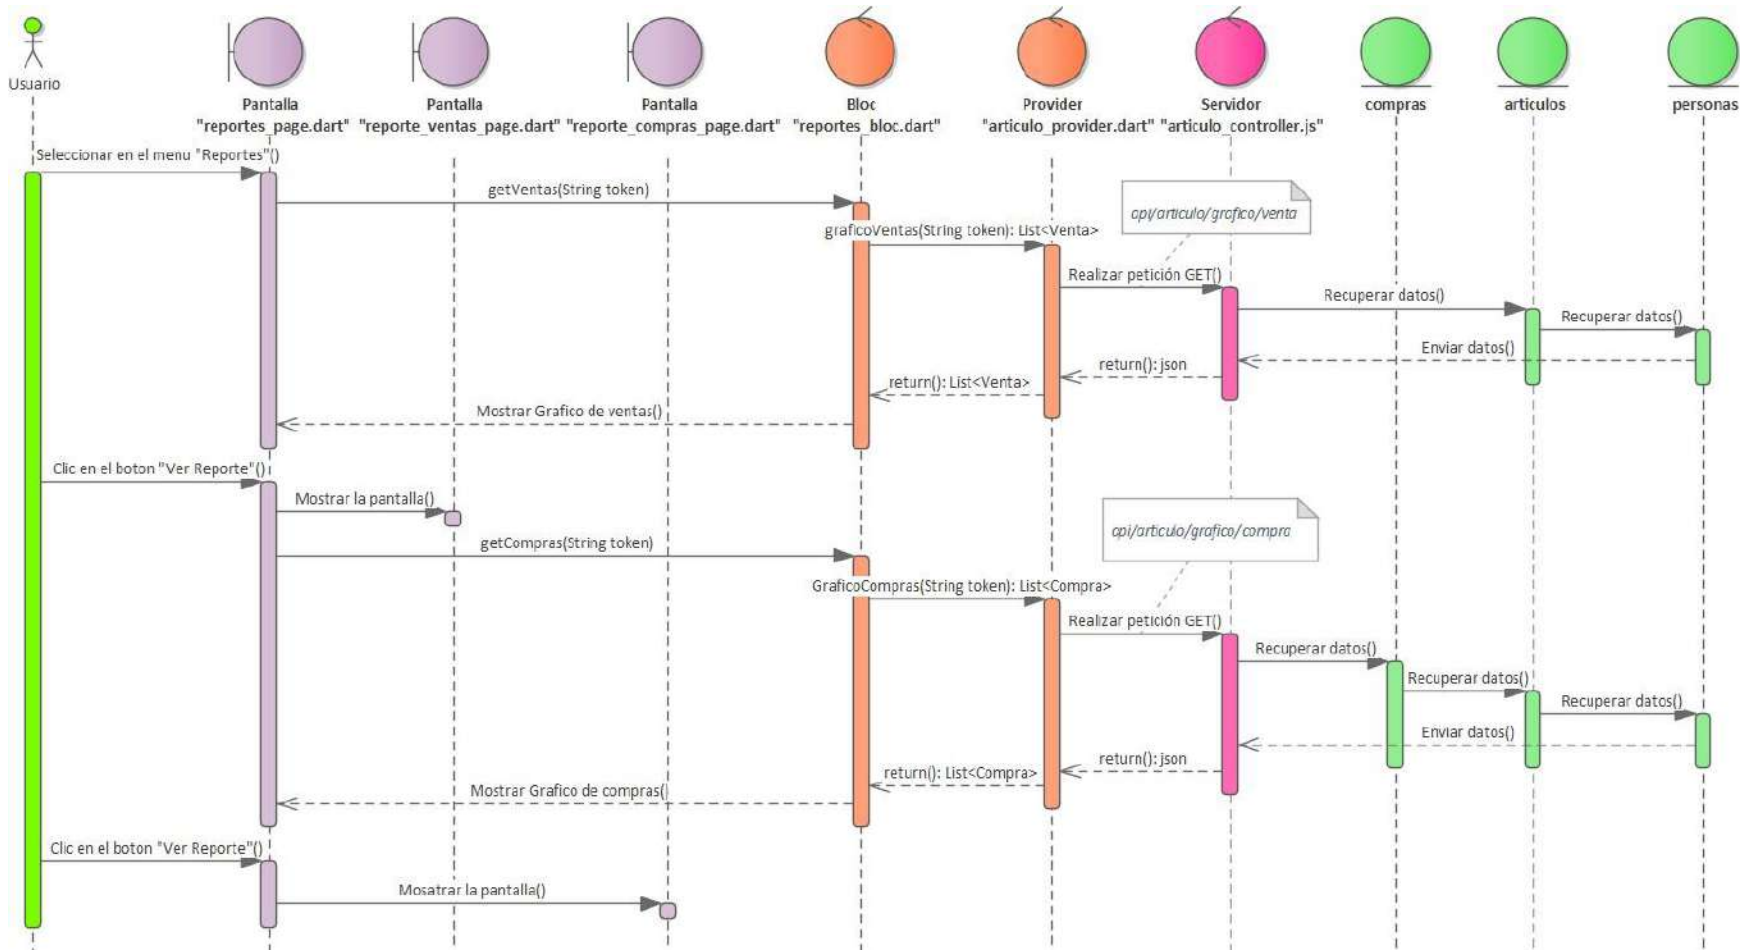 Usuario
Pantalla
"reportes_page.dart"
Pantalla
"reporte_ventas_page.dart"
Pantalla
"reporte_compras_page.dart"
Bloc
"reportes_bloc.dart"
Provider
"articulo_provider.dart"
Servidor
"articulo_controller.js"
compras
articulos
personas
Seleccionar en el menu "Reportes"()
getVentas(String token)
api/articulo/grafico/venta
graficoVentas(String token): List<Venta>
Realizar petición GET()
Recuperar datos()
Recuperar datos()
Enviar datos()
return(): json
return(): List<Venta>
Mostrar Grafico de ventas()
Clic en el boton "Ver Reporte"()
Mostrar la pantalla()
getCompras(String token)
api/articulo/grafico/compra
GraficoCompras(String token): List<Compra>
Realizar petición GET()
Recuperar datos()
Recuperar datos()
Recuperar datos()
Enviar datos()
return(): json
return(): List<Compra>
Mostrar Grafico de compras()
Clic en el boton "Ver Reporte"()
Mosatrar la pantalla()